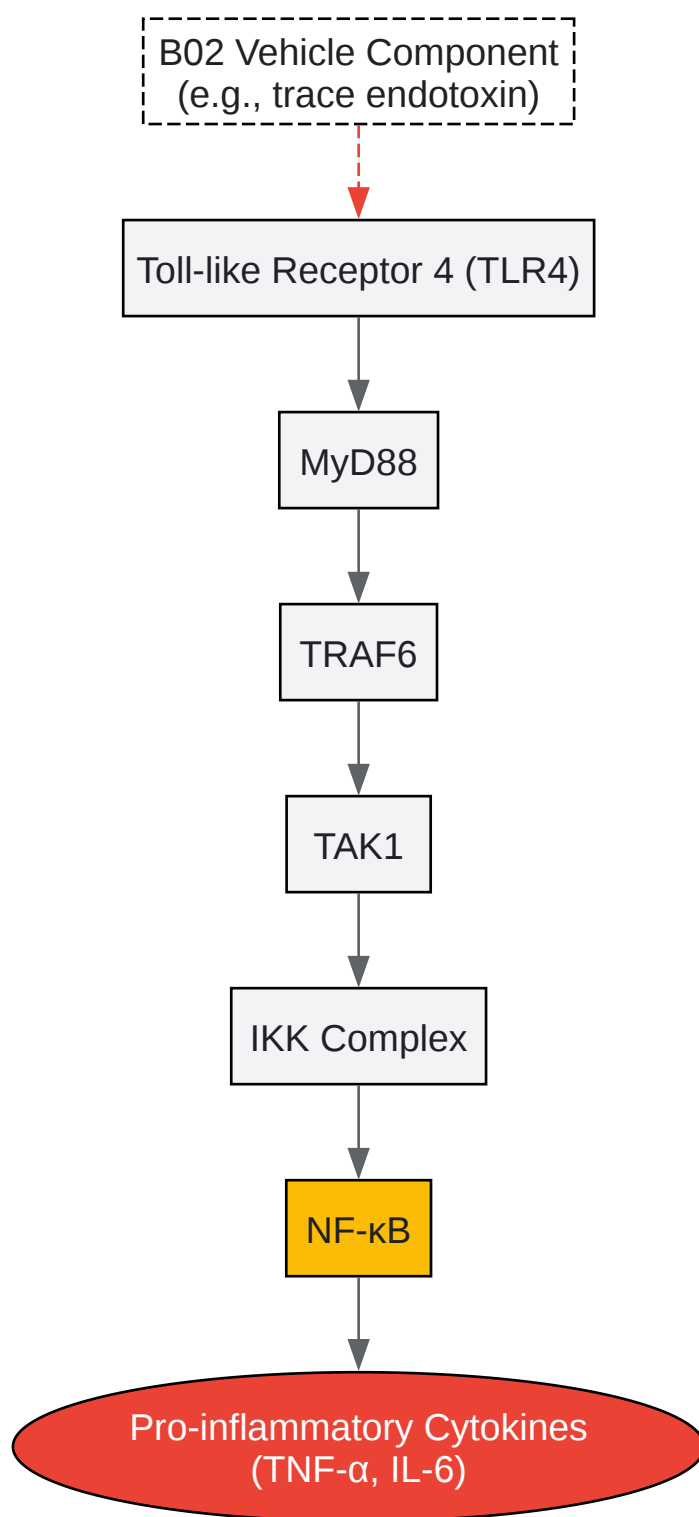 B02 Vehicle Component
(e.g., trace endotoxin)
Toll-like Receptor 4 (TLR4)
MyD88
TRAF6
TAK1
IKK Complex
NF-κB
Pro-inflammatory Cytokines
(TNF-α, IL-6)